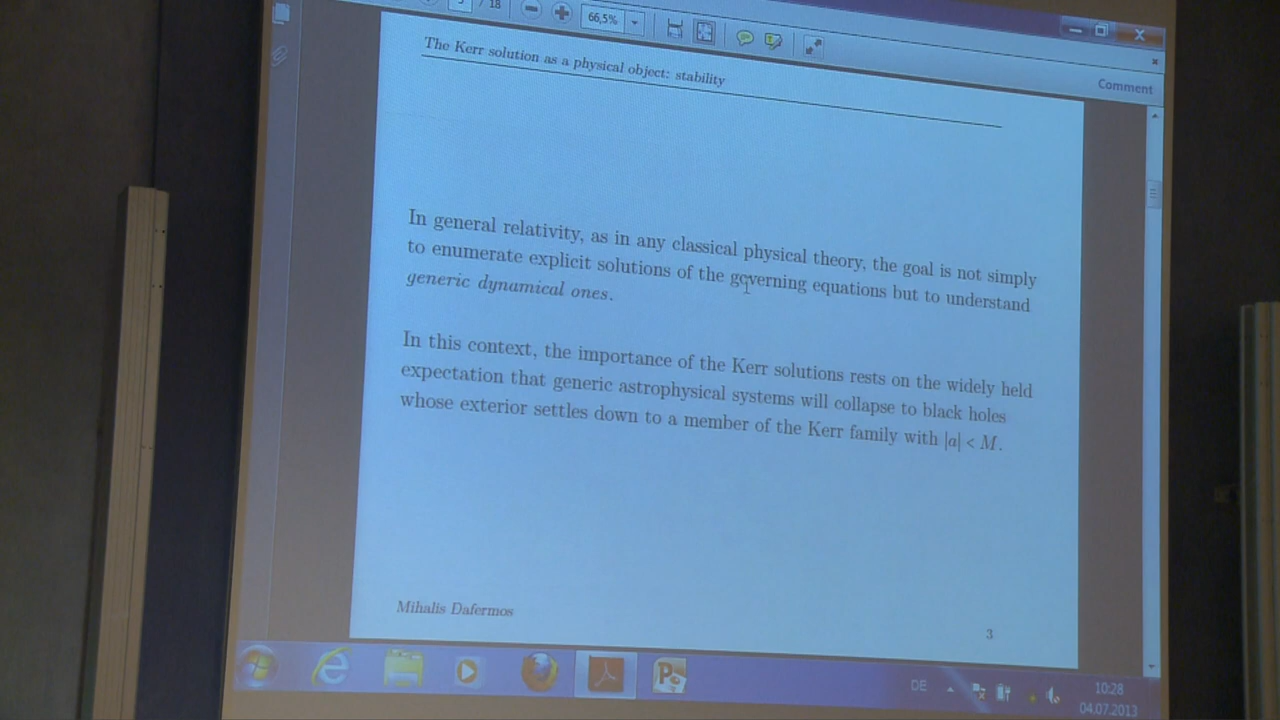 / 18
66,5%
Comment
The Kerr solution as a physical object: stability
In general relativity, as in any classical physical theory, the goal is not simply
to enumerate explicit solutions of the governing equations but to understand
generic dynamical ones.
In this context, the importance of the Kerr solutions rests on the widely held
expectation that generic astrophysical systems will collapse to black holes
whose exterior settles down to a member of the Kerr family with |a| < M.
Mihalis Dafermos
3
DE
10:28
04.07.2013